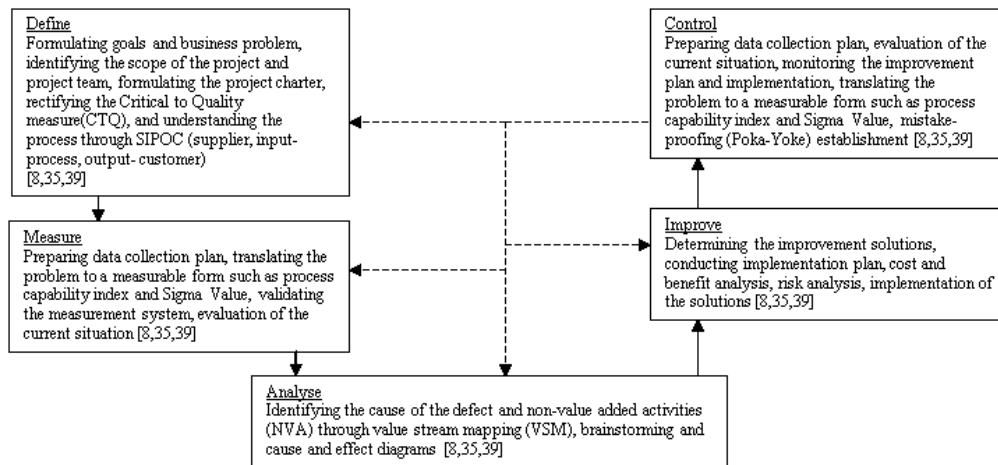 Define
Formulating goals and business problem,
identifying the scope of the project and
project team, formulating the project charter,
rectifying the Critical to Quality
measure(CTQ), and understanding the
process through SIPOC (supplier, input-
process, output- customer)
[8,35,39]
Measure
Preparing data collection plan, translating the
problem to a measurable form such as process
capability index and Sigma Value, validating
the measurement system, evaluation of the
current situation [8,35,39]
Analyse
Identifying the cause of the defect and non-value added activities
(NVA) through value stream mapping (VSM), brainstorming and
cause and effect diagrams [8,35,39]
Improve
Determining the improvement solutions,
conducting implementation plan, cost and
benefit analysis, risk analysis, implementation of
the solutions [8,35,39]
Control
Preparing data collection plan, evaluation of the
current situation, monitoring the improvement
plan and implementation, translating the
problem to a measurable form such as process
capability index and Sigma Value, mistake-
proofing (Poka-Yoke) establishment [8,35,39]